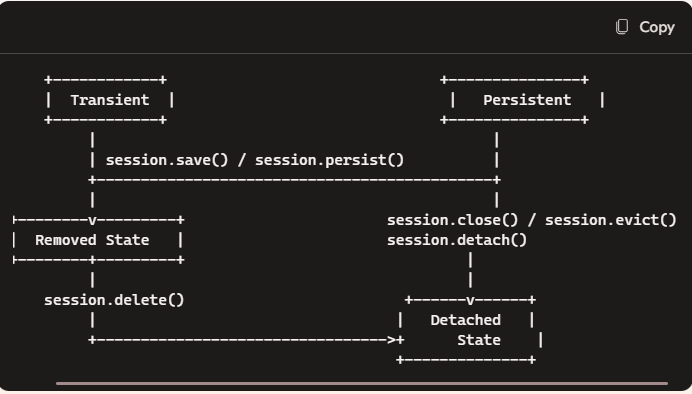 Copy
Transient Persistent
session.save() / session.persist()
session.close() / session.evict()
Removed State session.detach()
session.delete()
Detached
State